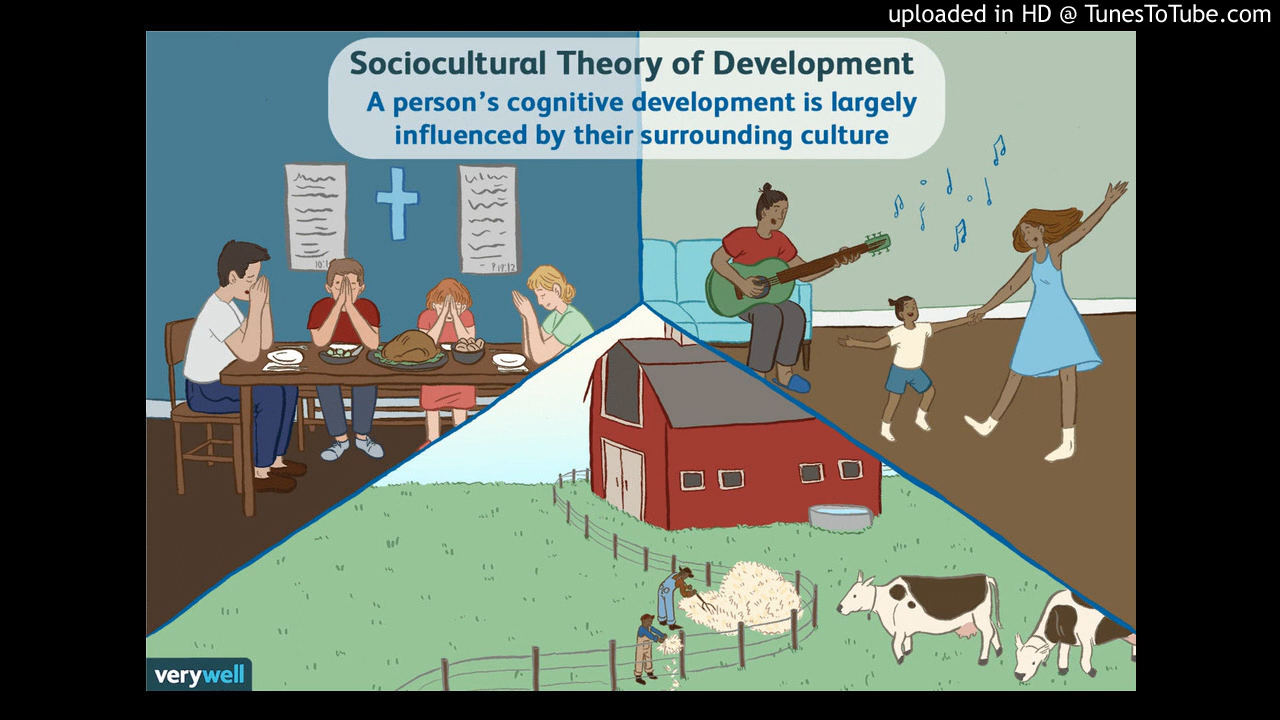 uploaded in HD @ TunesToTube.com
Sociocultural Theory of Development
A person's cognitive development is largely
influenced by their surrounding culture
verywell